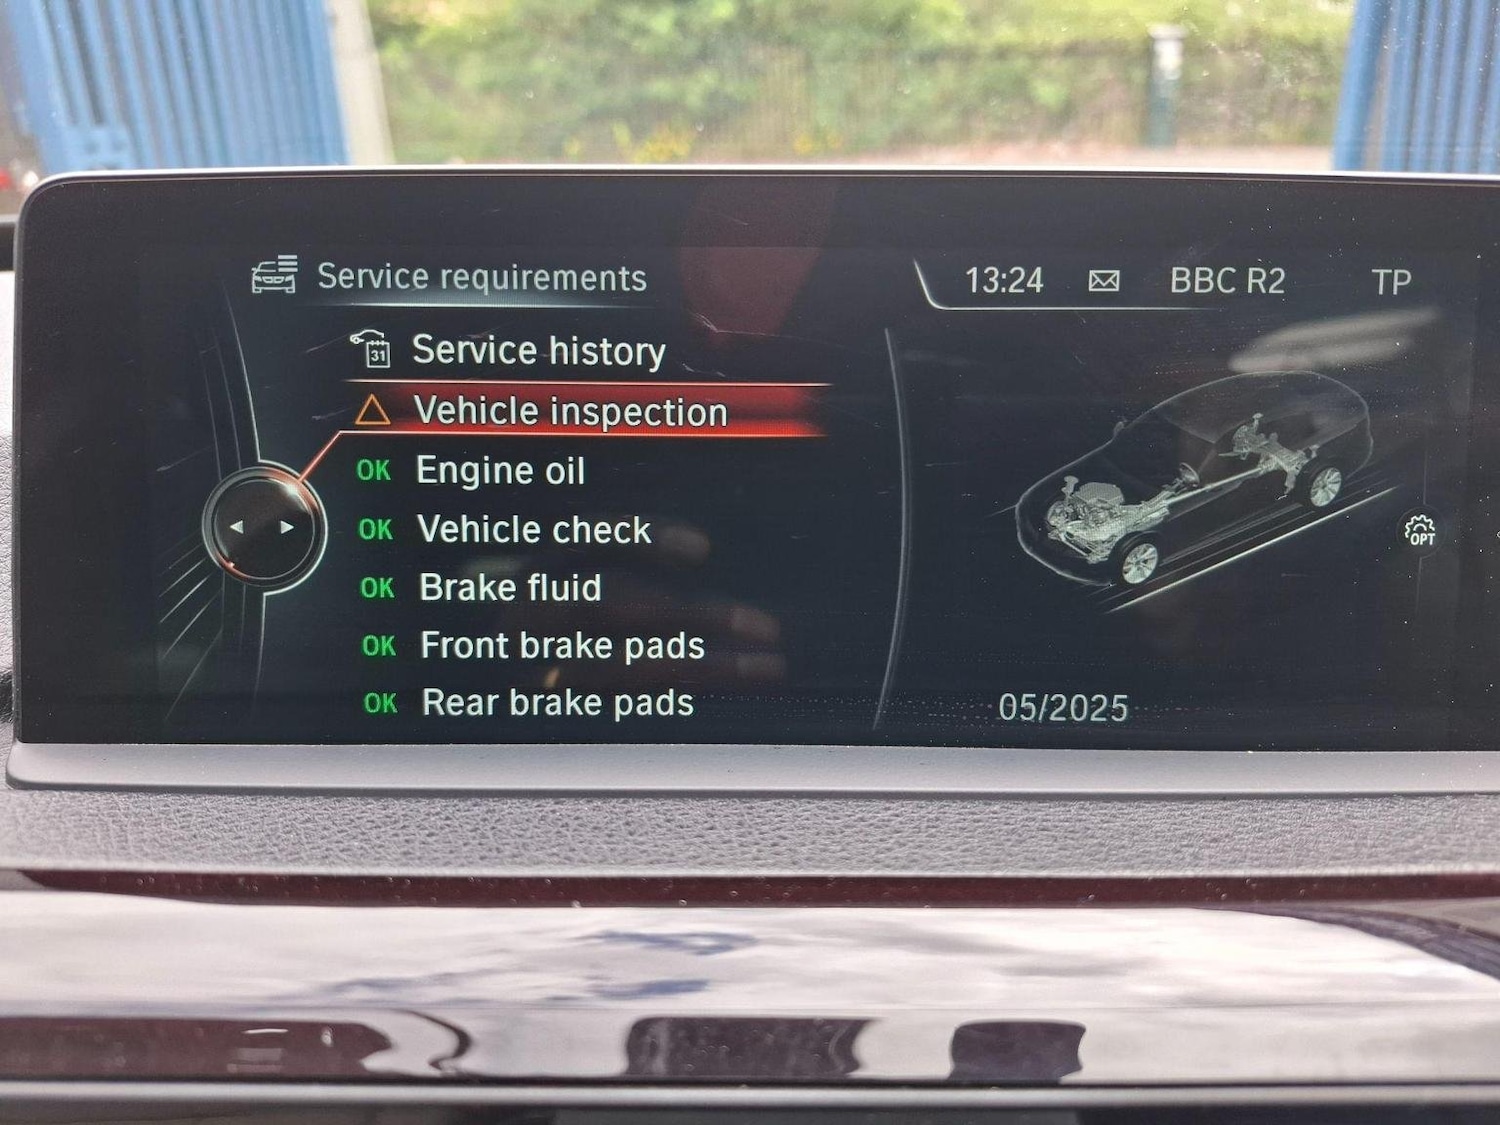 Service requirements
13:24 BBC R2 TP
31 Service history
Vehicle inspection
OK Engine oil
OK Vehicle check
OK Brake fluid
OK Front brake pads
OK Rear brake pads
OPT
05/2025